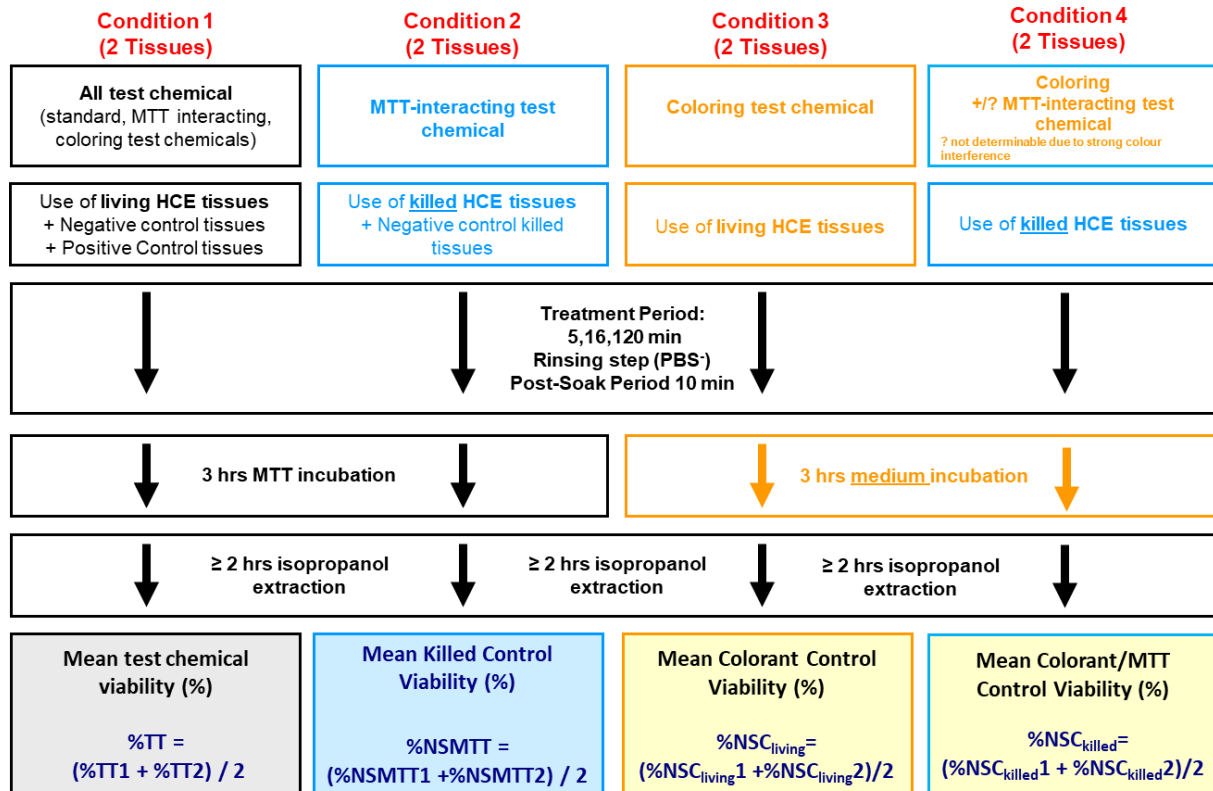 Condition 1
(2 Tissues)
Condition 2
(2 Tissues)
Condition 3
(2 Tissues)
Condition 4
(2 Tissues)
All test chemical
(standard, MTT interacting,
coloring test chemicals)
MTT-interacting test
chemical
Coloring test chemical
Coloring
+/? MTT-interacting test
chemical
? not determinable due to strong colour
interference
Use of living HCE tissues
+ Negative control tissues
+ Positive Control tissues
Use of killed HCE tissues
+ Negative control killed
tissues
Use of living HCE tissues
Use of killed HCE tissues
Treatment Period:
5,16,120 min
Rinsing step (PBS-)
Post-Soak Period 10 min
3 hrs MTT incubation
3 hrs medium incubation
≥ 2 hrs isopropanol
extraction
≥ 2 hrs isopropanol
extraction
≥ 2 hrs isopropanol
extraction
Mean test chemical
viability (%)
%TT =
(%TT1 + %TT2) / 2
Mean Killed Control
Viability (%)
%NSMTT =
(%NSMTT1 +%NSMTT2) / 2
Mean Colorant Control
Viability (%)
%NSCliving=
(%NSCliving1 +%NSCliving2)/2
Mean Colorant/MTT
Control Viability (%)
%NSCkilled=
(%NSCkilled1 + %NSCkilled2)/2